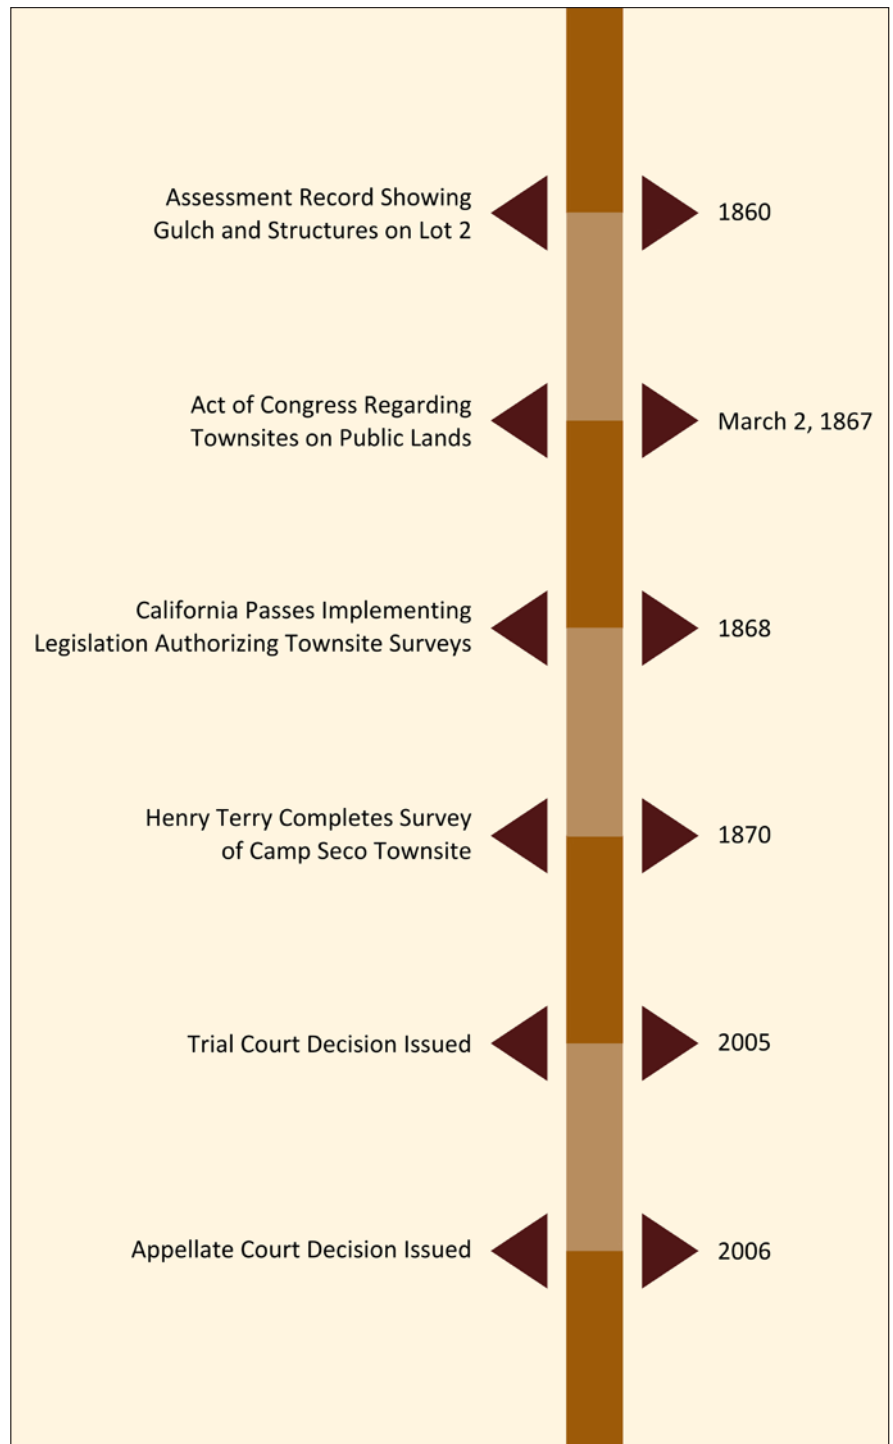 Assessment Record Showing
Gulch and Structures on Lot 2
1860
Act of Congress Regarding
Townsites on Public Lands
March 2, 1867
California Passes Implementing
Legislation Authorizing Townsite Surveys
1868
Henry Terry Completes Survey
of Camp Seco Townsite
1870
Trial Court Decision Issued
2005
Appellate Court Decision Issued
2006